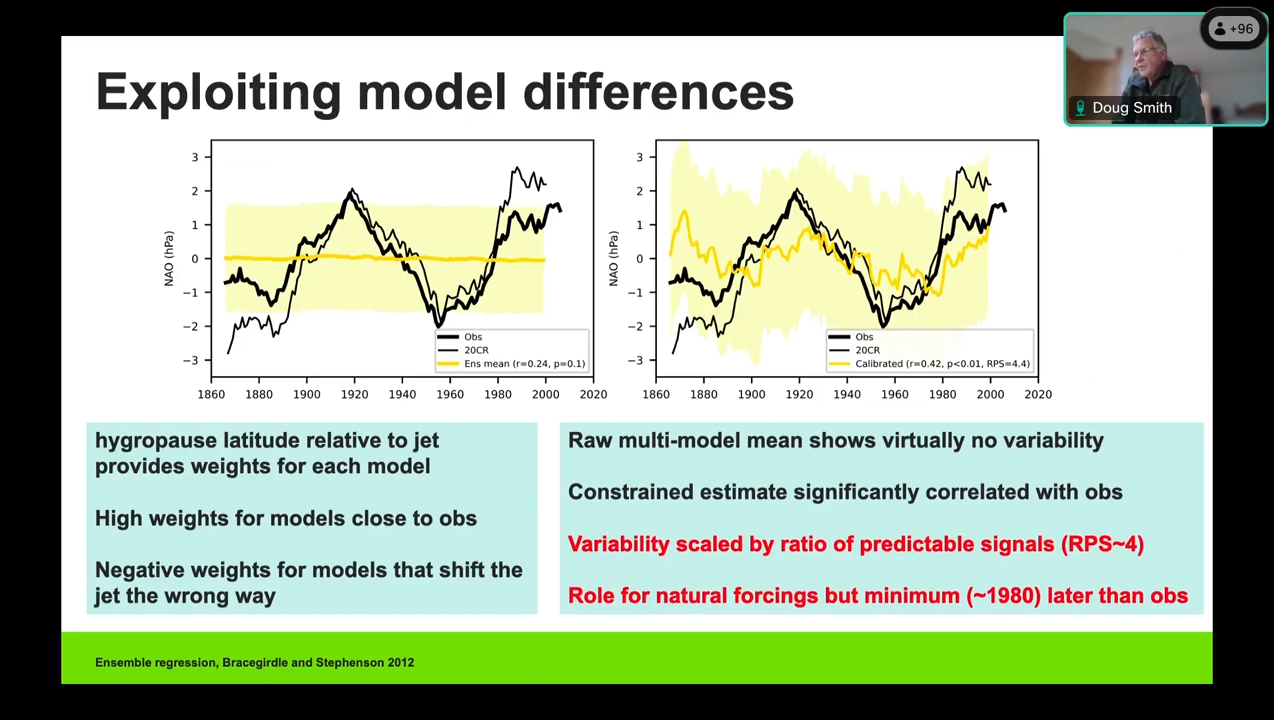 Exploiting model differences
+96
Doug Smith
NAO (hPa)
3
2
1
0
−1
−2
−3
1860 1880 1900 1920 1940 1960 1980 2000 2020
Obs
20CR
Ens mean (r=0.24, p=0.1)
NAO (hPa)
3
2
1
0
−1
−2
−3
1860 1880 1900 1920 1940 1960 1980 2000 2020
Obs
20CR
Calibrated (r=0.42, p<0.01, RPS=4.4)
hygropause latitude relative to jet
provides weights for each model
High weights for models close to obs
Negative weights for models that shift the
jet the wrong way
Raw multi-model mean shows virtually no variability
Constrained estimate significantly correlated with obs
Variability scaled by ratio of predictable signals (RPS~4)
Role for natural forcings but minimum (~1980) later than obs
Ensemble regression, Bracegirdle and Stephenson 2012